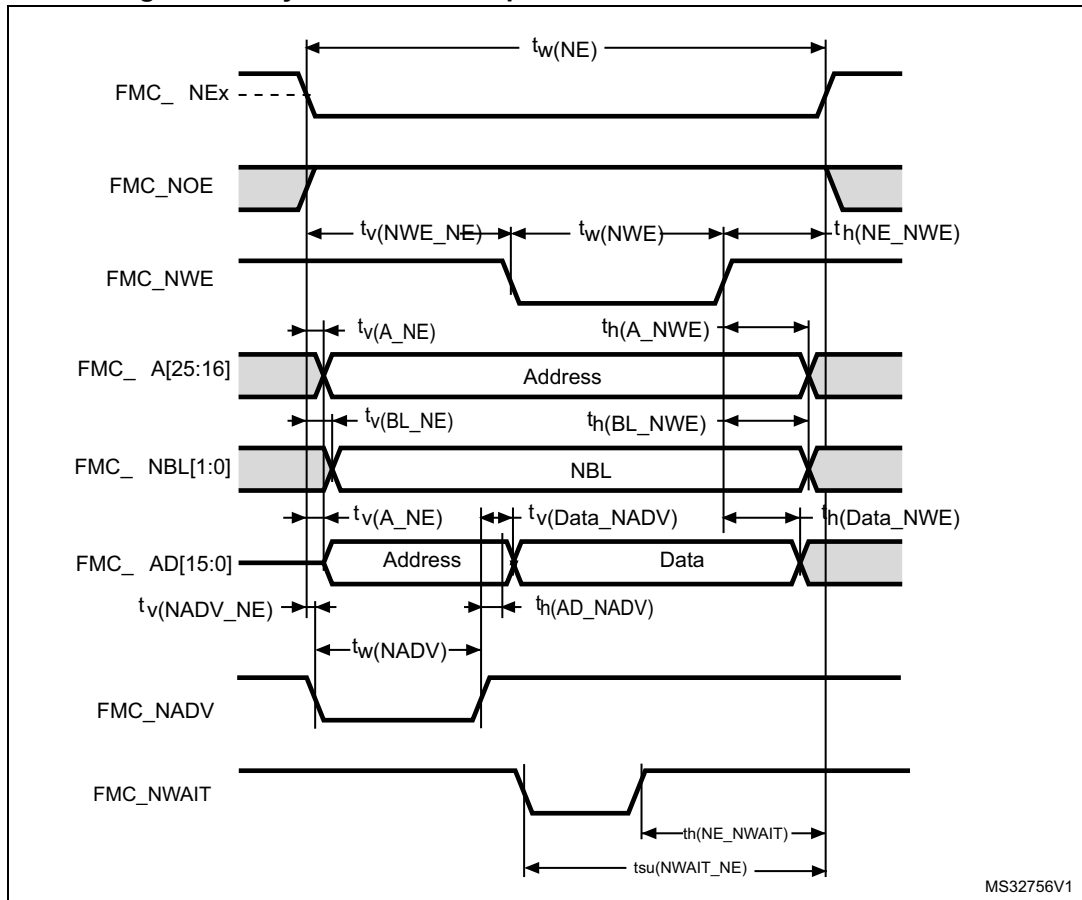 tw(NE)
FMC_ NEx
FMC_NOE
tv(NWE_NE) tw(NWE) th(NE_NWE)
FMC_NWE
tv(A_NE) th(A_NWE)
FMC_ A[25:16] Address
tv(BL_NE) th(BL_NWE)
FMC_ NBL[1:0] NBL
tv(A_NE) tv(Data_NADV) th(Data_NWE)
FMC_ AD[15:0] Address Data
tv(NADV_NE) th(AD_NADV)
tw(NADV)
FMC_NADV
FMC_NWAIT
th(NE_NWAIT)
tsu(NWAIT_NE)
MS32756V1